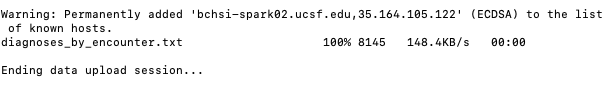 Warning: Permanently added 'bchsi-spark02.ucsf.edu,35.164.105.122' (ECDSA) to the list
 of known hosts.
diagnoses_by_encounter.txt                    100% 8145   148.4KB/s   00:00
Ending data upload session...